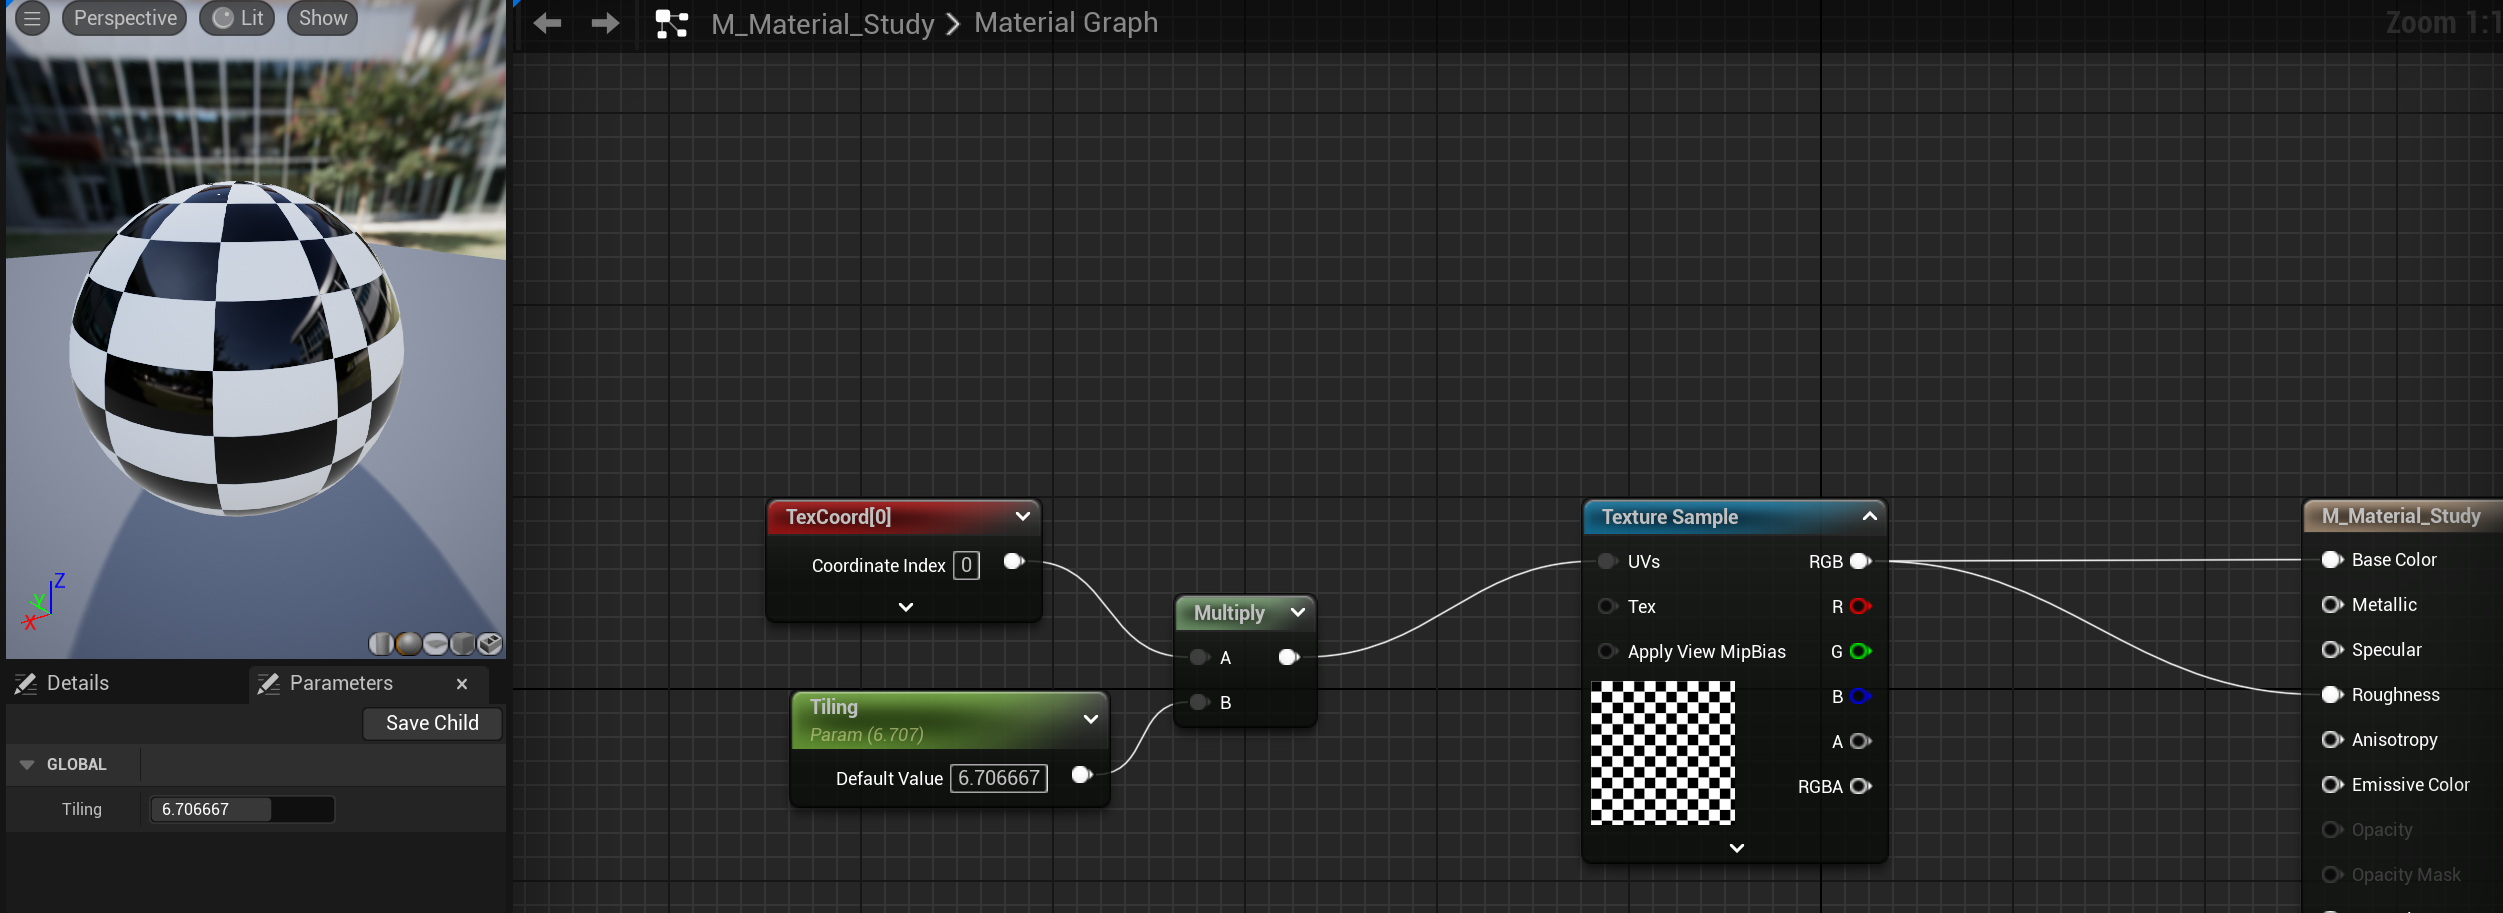 Perspective
Lit
Show
M_Material_Study
Material Graph
Zoom 1:1
Z
Y
X
Details
Parameters
Save Child
GLOBAL
Tiling
6.706667
TexCoord[0]
Coordinate Index
0
Tiling
Param (6.707)
Default Value
6.706667
Multiply
A
B
Texture Sample
UVs
Tex
Apply View MipBias
RGB
R
G
B
A
RGBA
M_Material_Study
Base Color
Metallic
Specular
Roughness
Anisotropy
Emissive Color
Opacity
Opacity Mask